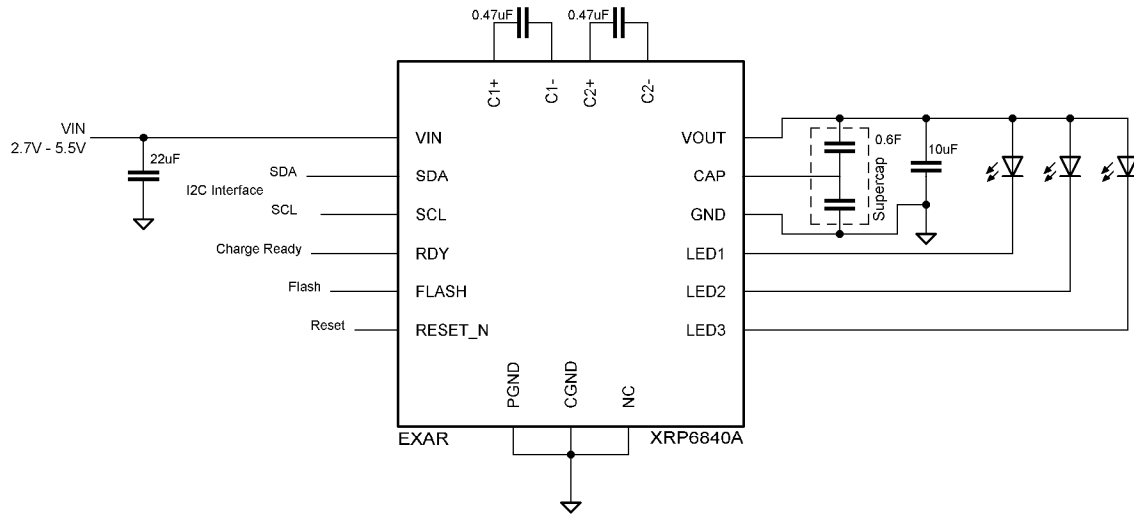 0.47uF
0.47uF
C1+
C1-
C2+
C2-
VIN
2.7V - 5.5V
22uF
VIN
VOUT
0.6F
10uF
SDA
I2C Interface
SDA
CAP
Supercap
SCL
SCL
GND
Charge Ready
RDY
LED1
Flash
FLASH
LED2
Reset
RESET_N
LED3
PGND
CGND
NC
EXAR
XRP6840A